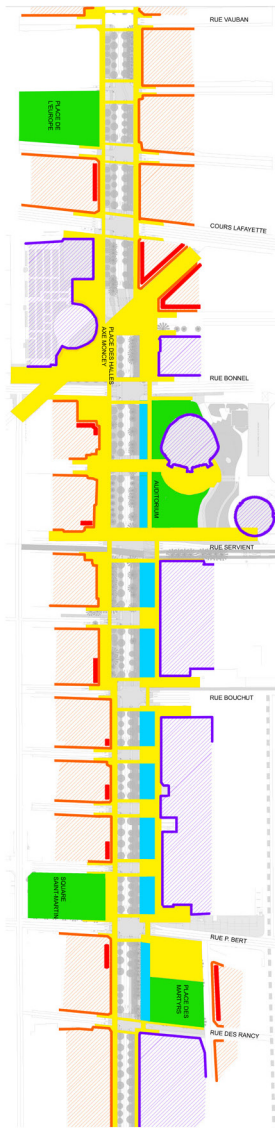 RUE VAUBAN
PLACE DE
L'EUROPE
COURS LAFAYETTE
PLACE DES HALLES
AXE MONCEY
RUE BONNEL
AUDITORIUM
RUE SERVIENT
RUE BOUCHUT
SQUARE
SAINT-MARTIN
RUE P. BERT
PLACE DES
MARTYRS
RUE DES RANCY